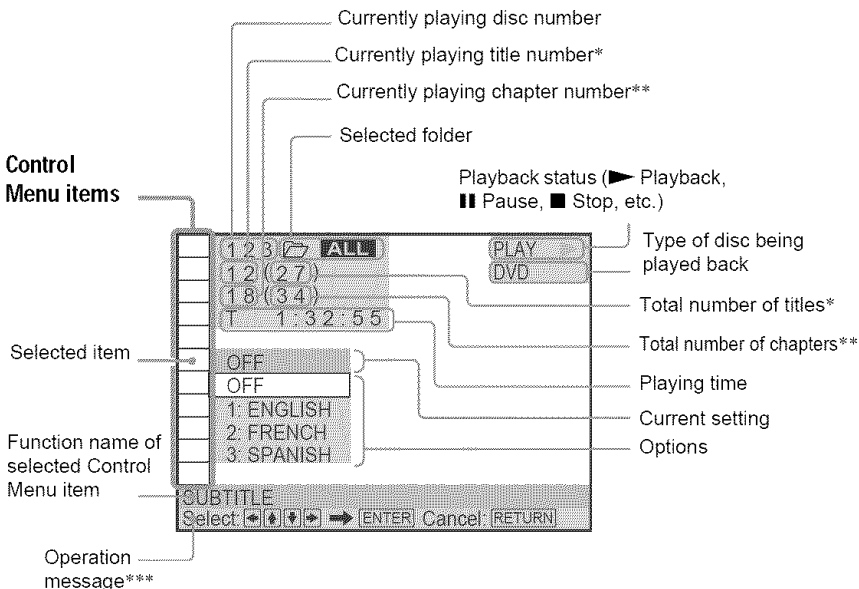 Currently playing disc number
Currently playing title number*
Currently playing chapter number**
Selected folder
Control
Menu items
Playback status (► Playback,
❚❚ Pause, ■ Stop, etc.)
Type of disc being
played back
Total number of titles*
Total number of chapters**
Playing time
Current setting
Options
Selected item
Function name of
selected Control
Menu item
Operation
message***
1 2 3 ALL
1 2 ( 2 7 )
1 8 ( 3 4 )
T 1 : 3 2 : 5 5
PLAY
DVD
OFF
OFF
1: ENGLISH
2: FRENCH
3: SPANISH
SUBTITLE
Select: ←↑↓→ ➡ ENTER Cancel: RETURN